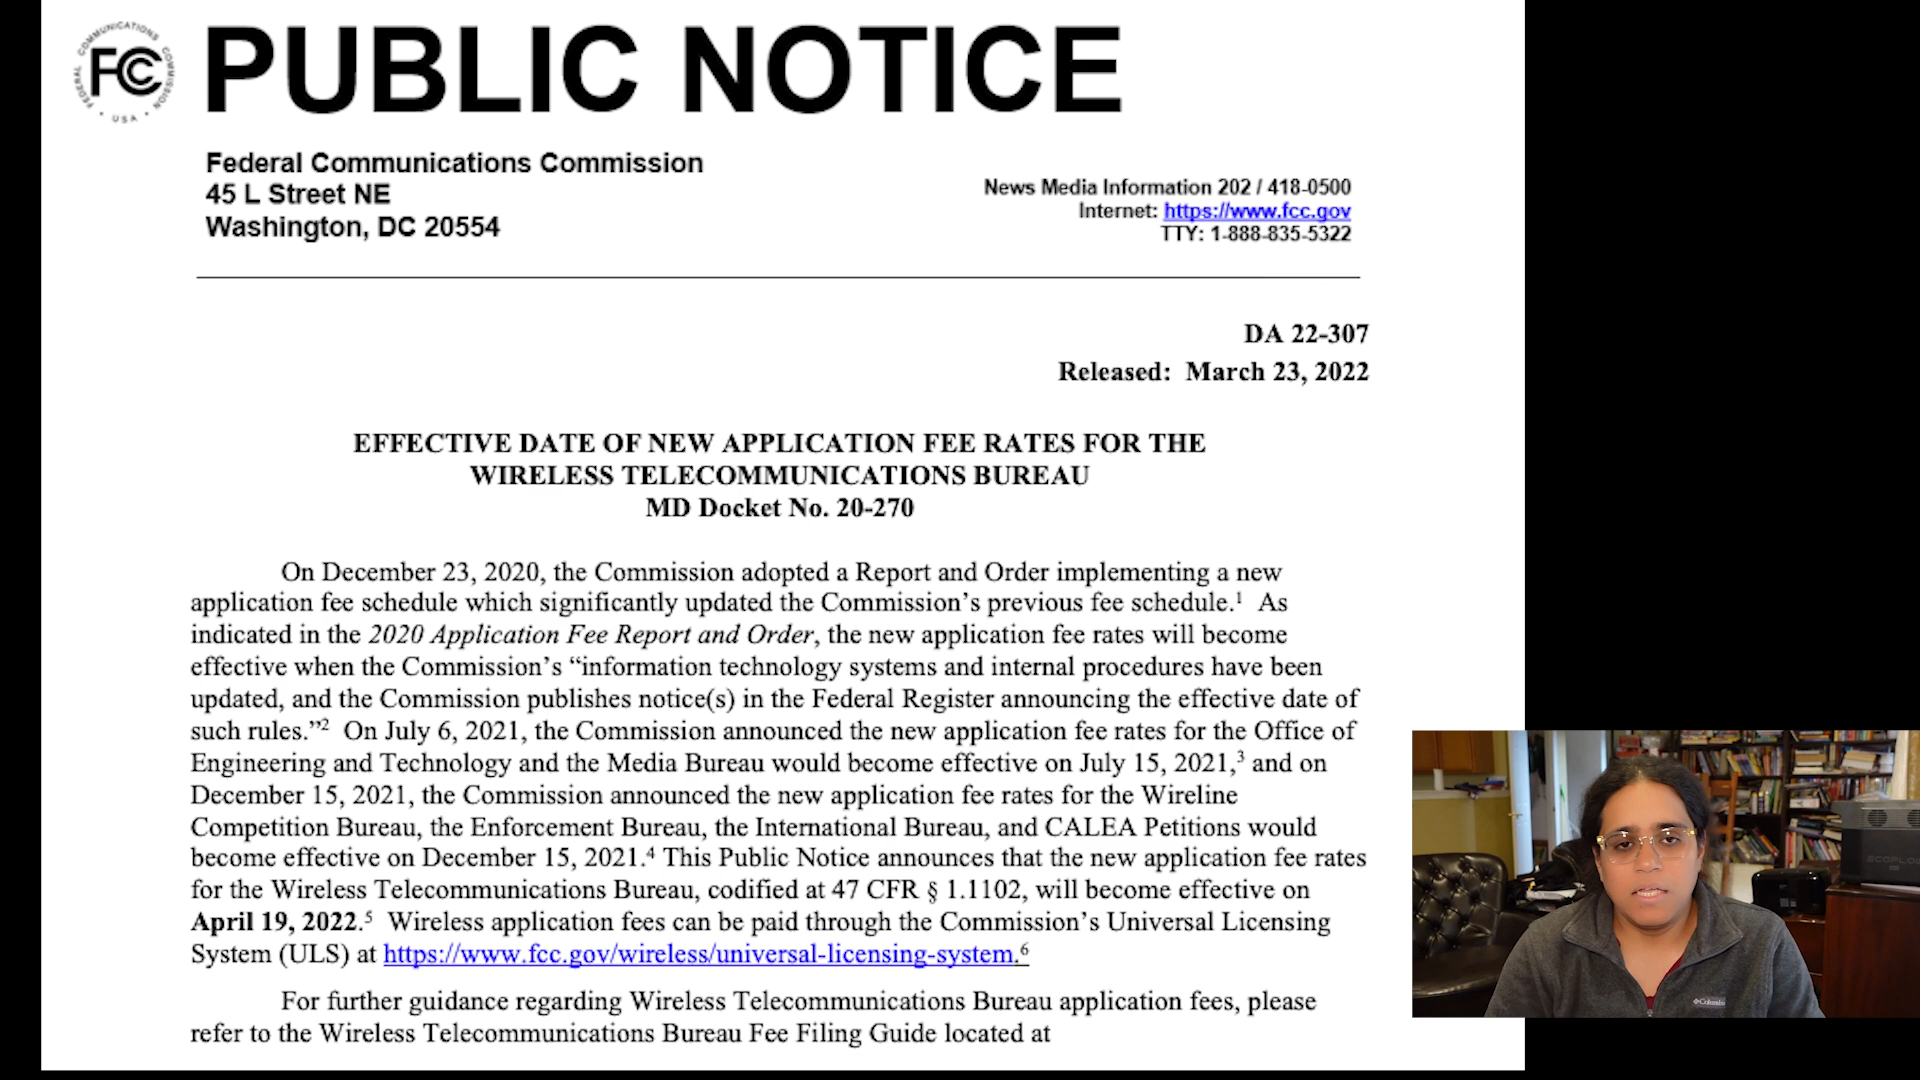 FEDERAL COMMUNICATIONS COMMISSION
• USA •
FCC
PUBLIC NOTICE
Federal Communications Commission
45 L Street NE
Washington, DC 20554
News Media Information 202 / 418-0500
Internet: https://www.fcc.gov
TTY: 1-888-835-5322
DA 22-307
Released: March 23, 2022
EFFECTIVE DATE OF NEW APPLICATION FEE RATES FOR THE
WIRELESS TELECOMMUNICATIONS BUREAU
MD Docket No. 20-270
On December 23, 2020, the Commission adopted a Report and Order implementing a new
application fee schedule which significantly updated the Commission’s previous fee schedule.¹ As
indicated in the 2020 Application Fee Report and Order, the new application fee rates will become
effective when the Commission’s “information technology systems and internal procedures have been
updated, and the Commission publishes notice(s) in the Federal Register announcing the effective date of
such rules.”² On July 6, 2021, the Commission announced the new application fee rates for the Office of
Engineering and Technology and the Media Bureau would become effective on July 15, 2021,³ and on
December 15, 2021, the Commission announced the new application fee rates for the Wireline
Competition Bureau, the Enforcement Bureau, the International Bureau, and CALEA Petitions would
become effective on December 15, 2021.⁴ This Public Notice announces that the new application fee rates
for the Wireless Telecommunications Bureau, codified at 47 CFR § 1.1102, will become effective on
April 19, 2022.⁵ Wireless application fees can be paid through the Commission’s Universal Licensing
System (ULS) at https://www.fcc.gov/wireless/universal-licensing-system.⁶
For further guidance regarding Wireless Telecommunications Bureau application fees, please
refer to the Wireless Telecommunications Bureau Fee Filing Guide located at
ECOFLOW
Columbia